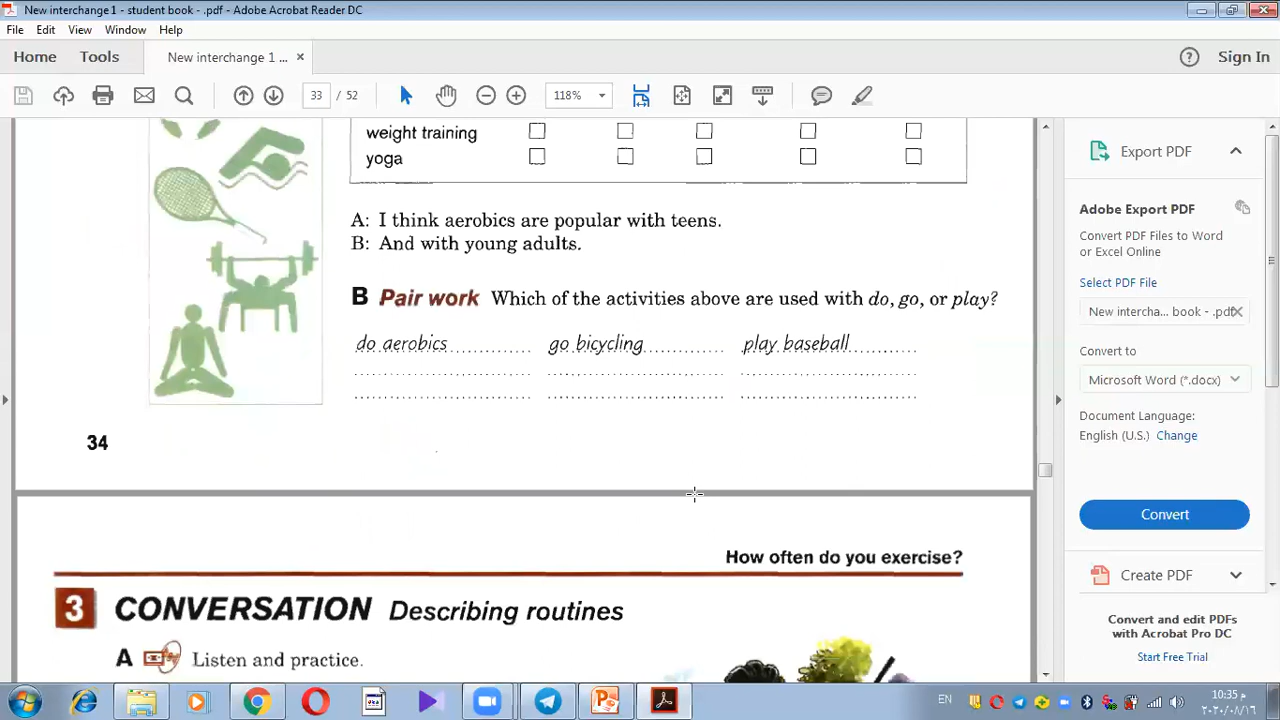 New interchange 1 - student book - .pdf - Adobe Acrobat Reader DC
File Edit View Window Help
Home Tools New interchange 1 ... × Sign In
33 / 52 118%
weight training
yoga
A: I think aerobics are popular with teens.
B: And with young adults.
B Pair work Which of the activities above are used with do, go, or play?
do aerobics go bicycling play baseball
34
How often do you exercise?
3 CONVERSATION Describing routines
A Listen and practice.
Export PDF
Adobe Export PDF
Convert PDF Files to Word
or Excel Online
Select PDF File
New intercha... book - .pdf
Convert to
Microsoft Word (*.docx)
Document Language:
English (U.S.) Change
Convert
Create PDF
Convert and edit PDFs
with Acrobat Pro DC
Start Free Trial
EN
10:35 م
٢٠٢٠/٠٨/١٦